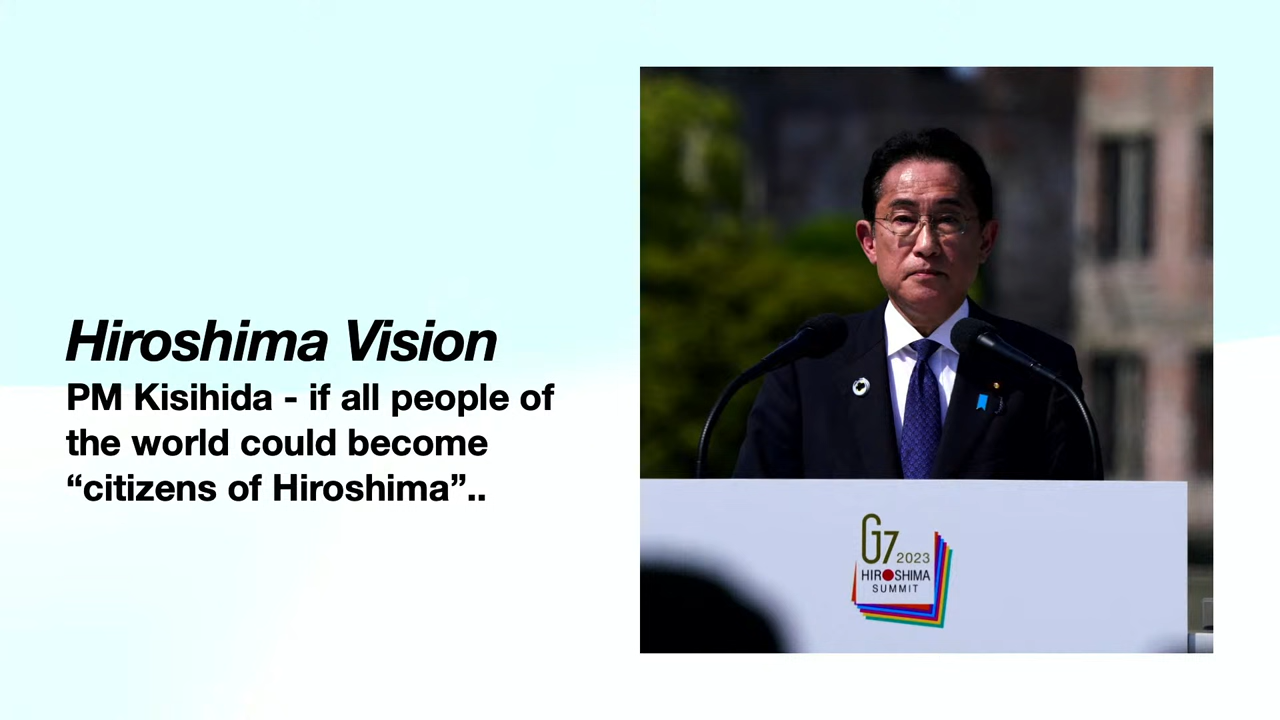 Hiroshima Vision
PM Kisihida - if all people of
the world could become
“citizens of Hiroshima”..
G7 2023
HIROSHIMA
SUMMIT